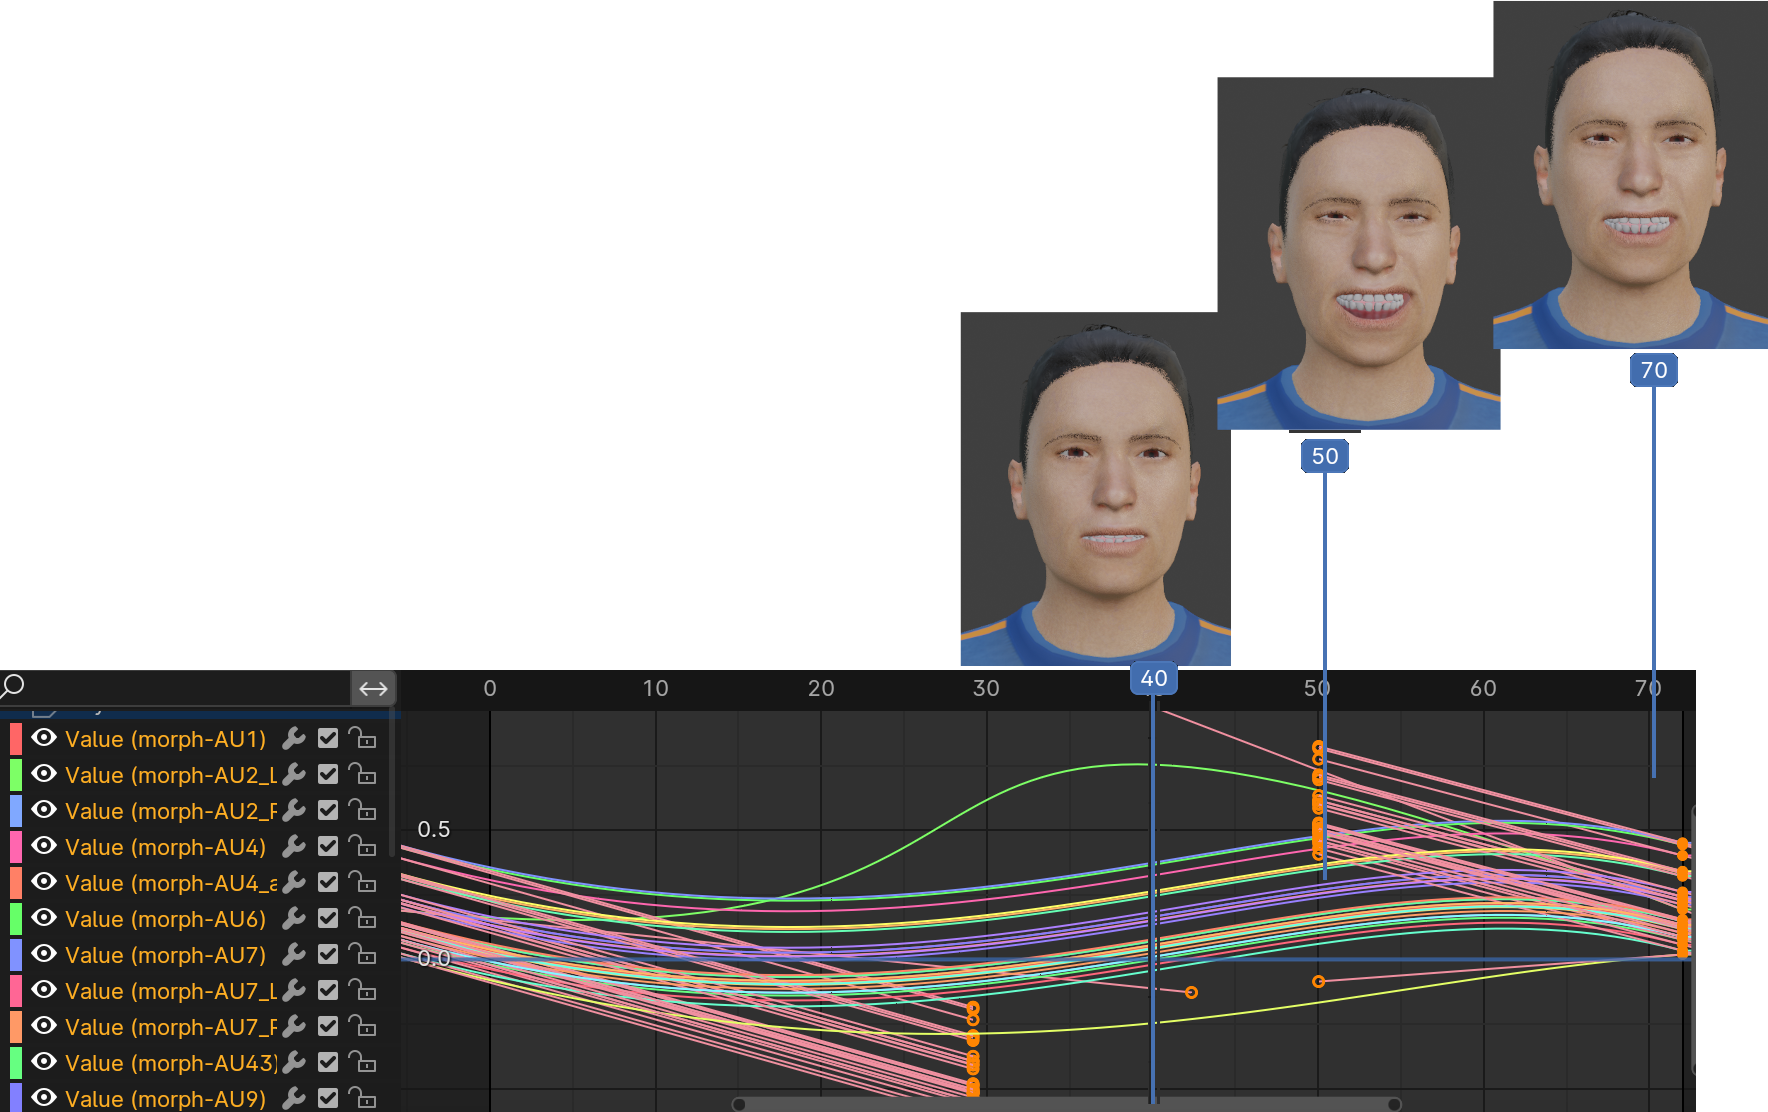 70
50
40
0 10 20 30 50 60 70
Value (morph-AU1)
Value (morph-AU2_L
Value (morph-AU2_R
0.5
Value (morph-AU4)
Value (morph-AU4_a
Value (morph-AU6)
Value (morph-AU7)
0.0
Value (morph-AU7_L
Value (morph-AU7_R
Value (morph-AU43)
Value (morph-AU9)